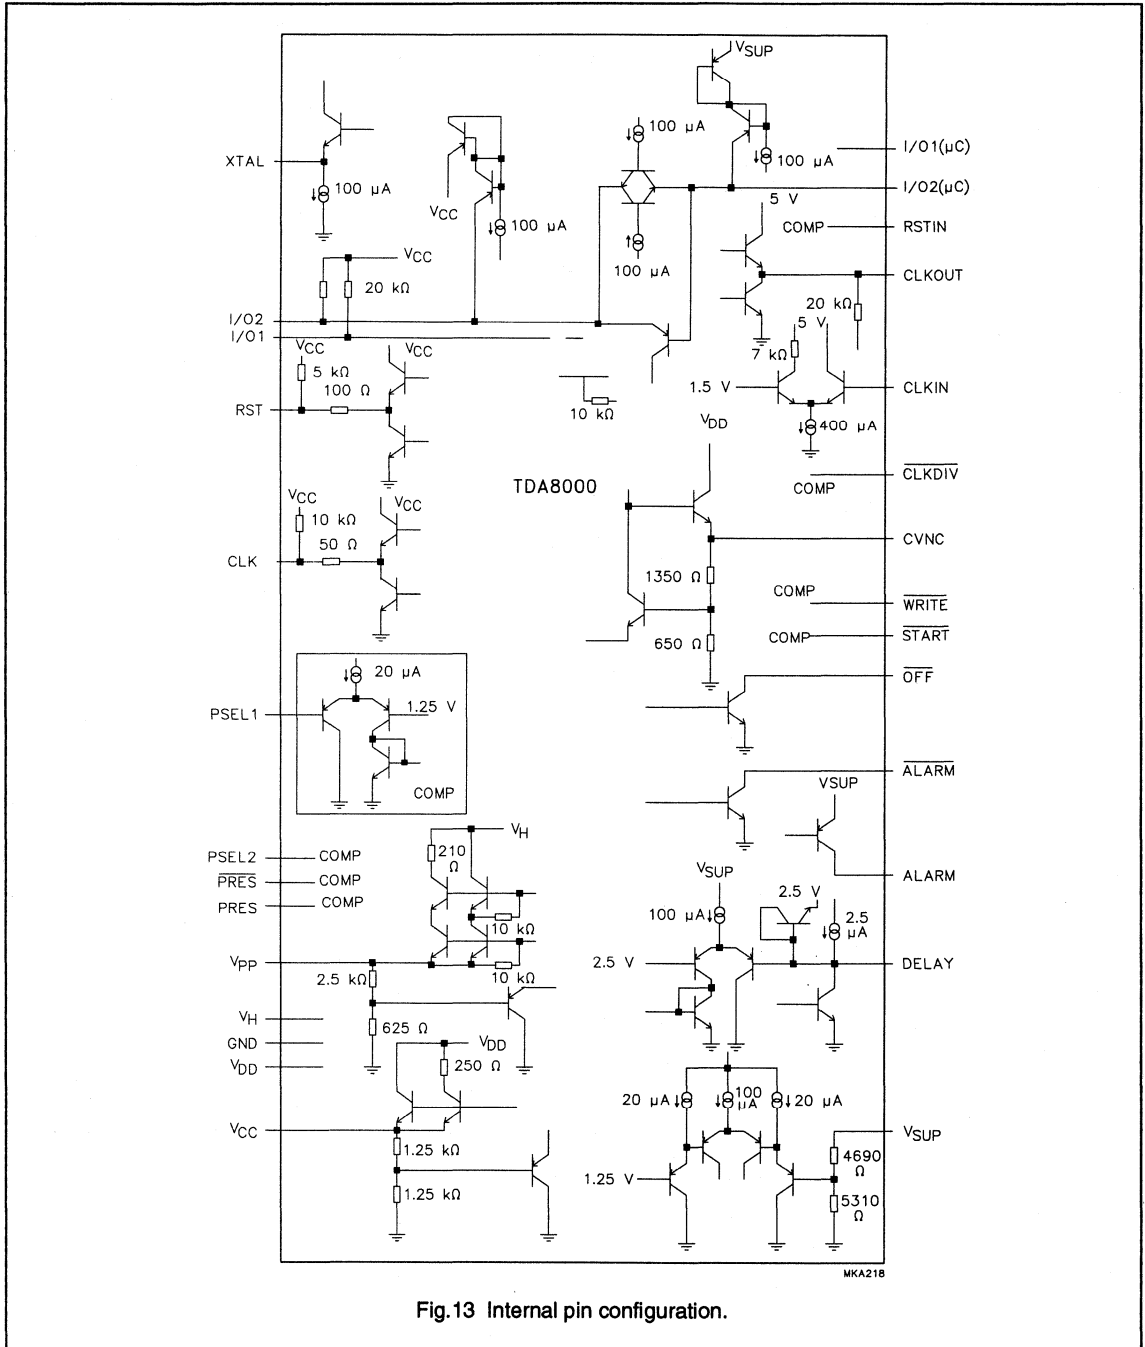 VSUP
100 µA
I/O1(µC)
XTAL
100 µA
100 µA
I/O2(µC)
VCC
5 V
100 µA
COMP
RSTIN
100 µA
VCC
CLKOUT
20 kΩ
20 kΩ
I/O2
5 V
I/O1
VCC
VCC
7 kΩ
5 kΩ
100 Ω
1.5 V
CLKIN
RST
10 kΩ
VDD
400 µA
CLKDIV
TDA8000
COMP
VCC
VCC
10 kΩ
50 Ω
CVNC
CLK
1350 Ω
COMP
WRITE
COMP
START
650 Ω
20 µA
OFF
PSEL1
1.25 V
ALARM
VSUP
COMP
VH
PSEL2
COMP
210 Ω
VSUP
ALARM
PRES
COMP
PRES
COMP
2.5 V
100 µA
2.5 µA
10 kΩ
VPP
2.5 V
DELAY
2.5 kΩ
10 kΩ
VH
625 Ω
GND
VDD
VDD
250 Ω
20 µA
100 µA
20 µA
VCC
VSUP
1.25 kΩ
4690 Ω
1.25 V
1.25 kΩ
5310 Ω
MKA218
Fig.13 Internal pin configuration.